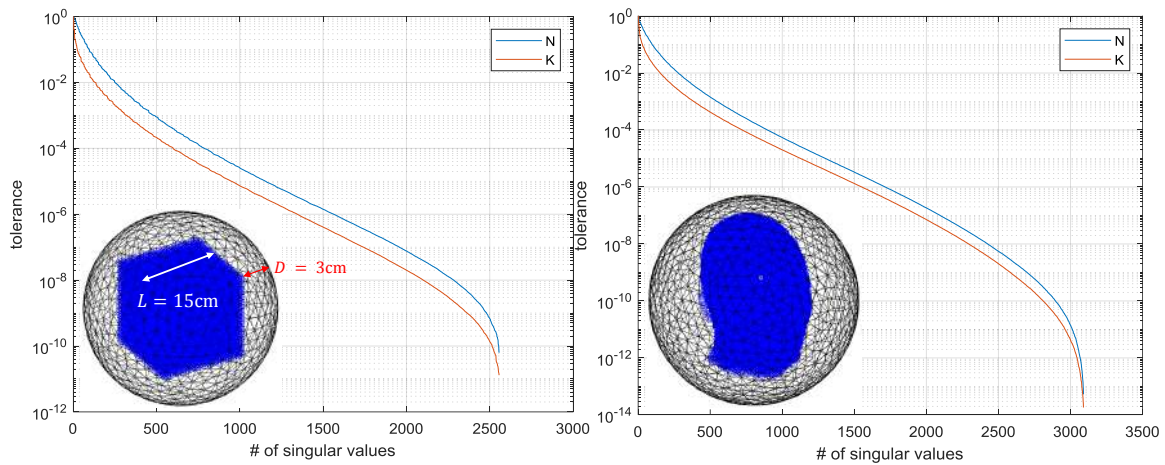 10^0
10^-2
10^-4
10^-6
10^-8
10^-10
10^-12
tolerance
N
K
D = 3cm
L = 15cm
0 500 1000 1500 2000 2500 3000
# of singular values
10^0
10^-2
10^-4
10^-6
10^-8
10^-10
10^-12
10^-14
tolerance
N
K
0 500 1000 1500 2000 2500 3000 3500
# of singular values